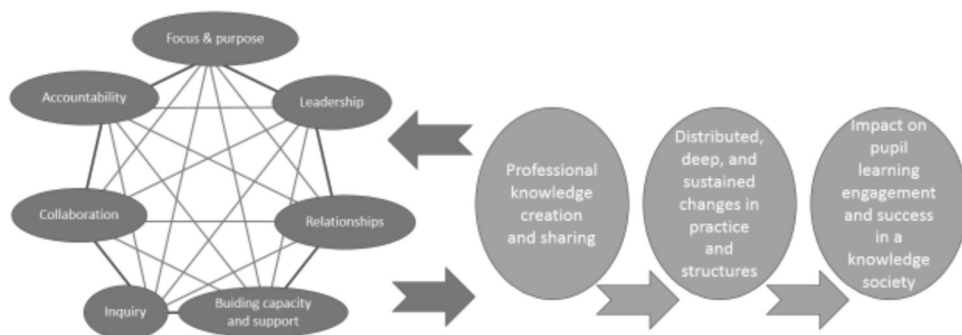 Focus & purpose
Accountability
Leadership
Collaboration
Relationships
Inquiry
Buiding capacity
and support
Professional
knowledge
creation
and sharing
Distributed,
deep, and
sustained
changes in
practice
and
structures
Impact on
pupil
learning
engagement
and success
in a
knowledge
society